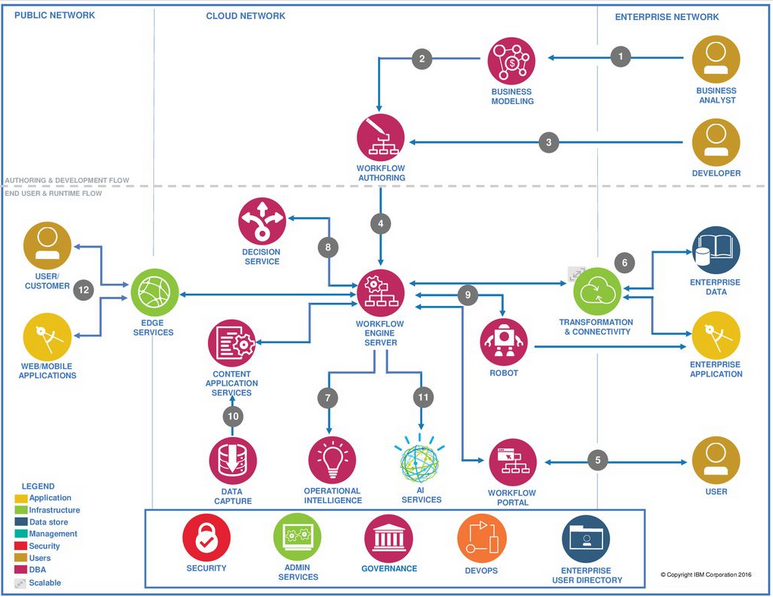 PUBLIC NETWORK
CLOUD NETWORK
ENTERPRISE NETWORK
1
2
BUSINESS
MODELING
BUSINESS
ANALYST
3
WORKFLOW
AUTHORING
DEVELOPER
AUTHORING & DEVELOPMENT FLOW
END USER & RUNTIME FLOW
4
DECISION
SERVICE
8
6
USER/
CUSTOMER
12
ENTERPRISE
DATA
9
EDGE
SERVICES
WORKFLOW
ENGINE
SERVER
TRANSFORMATION
& CONNECTIVITY
WEB/MOBILE
APPLICATIONS
CONTENT
APPLICATION
SERVICES
ROBOT
ENTERPRISE
APPLICATION
7
11
10
5
DATA
CAPTURE
OPERATIONAL
INTELLIGENCE
AI
SERVICES
WORKFLOW
PORTAL
USER
LEGEND
Application
Infrastructure
Data store
Management
Security
Users
DBA
Scalable
SECURITY
ADMIN
SERVICES
GOVERNANCE
DEVOPS
ENTERPRISE
USER DIRECTORY
© Copyright IBM Corporation 2016